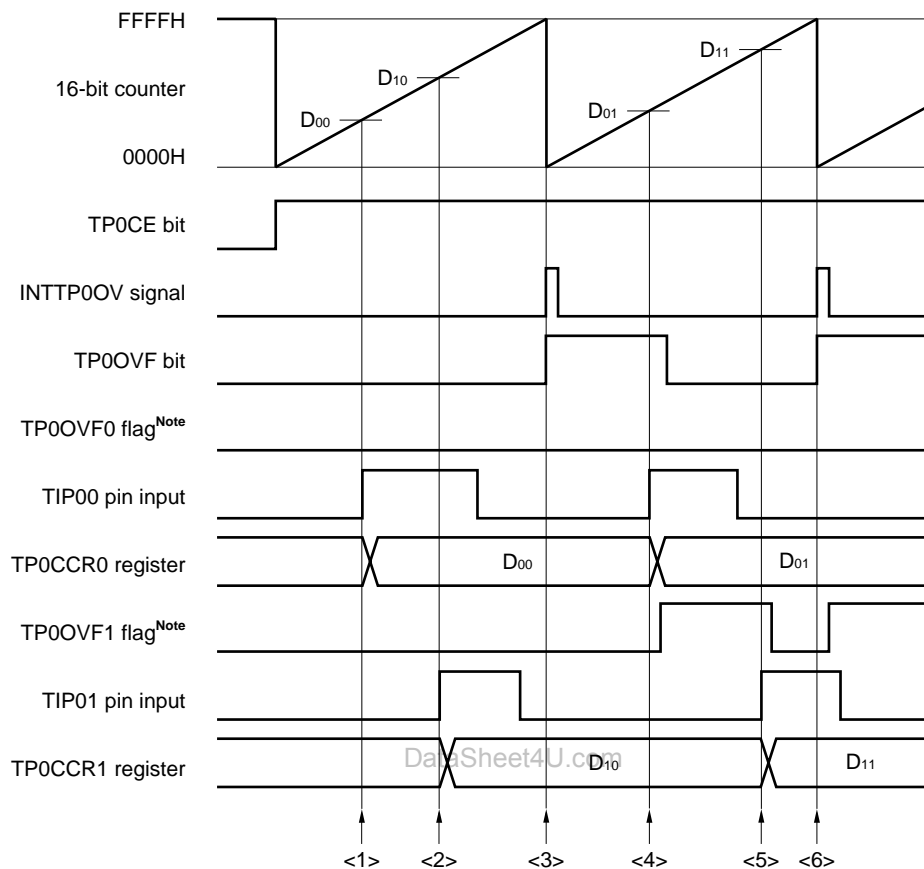 FFFFH
D11
D10
16-bit counter
D01
D00
0000H
TP0CE bit
INTTP0OV signal
TP0OVF bit
TP0OVF0 flagNote
TIP00 pin input
TP0CCR0 register
D00
D01
TP0OVF1 flagNote
TIP01 pin input
TP0CCR1 register
DataSheet4U.com
D10
D11
<1> <2> <3> <4> <5> <6>